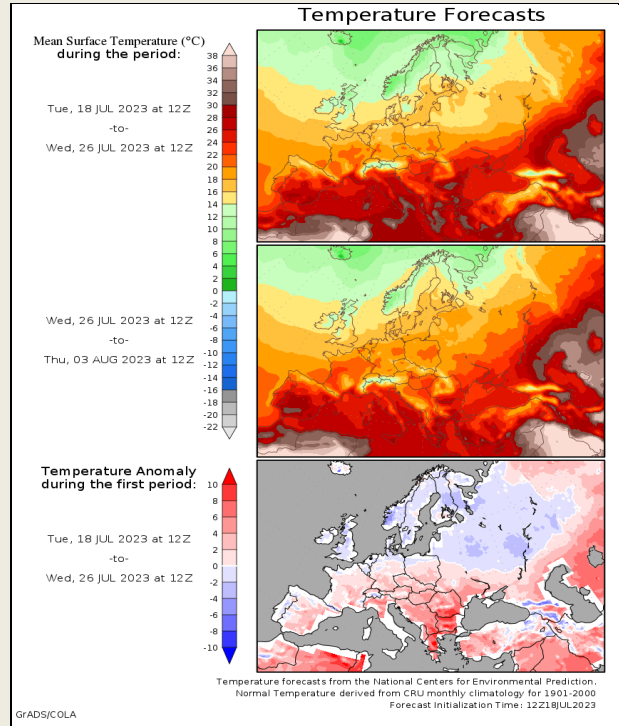 Temperature Forecasts
Mean Surface Temperature (°C)
during the period:
38
36
34
32
30
28
26
24
22
20
18
16
14
12
10
8
6
4
2
0
-2
-4
-6
-8
-10
-12
-14
-16
-18
-20
-22
Tue, 18 JUL 2023 at 12Z
-to-
Wed, 26 JUL 2023 at 12Z
Wed, 26 JUL 2023 at 12Z
-to-
Thu, 03 AUG 2023 at 12Z
Temperature Anomaly
during the first period:
10
8
6
4
2
0
-2
-4
-6
-8
-10
Tue, 18 JUL 2023 at 12Z
-to-
Wed, 26 JUL 2023 at 12Z
Temperature forecasts from the National Centers for Environmental Prediction.
Normal Temperature derived from CRU monthly climatology for 1901-2000
Forecast Initialization Time: 12Z18JUL2023
GrADS/COLA